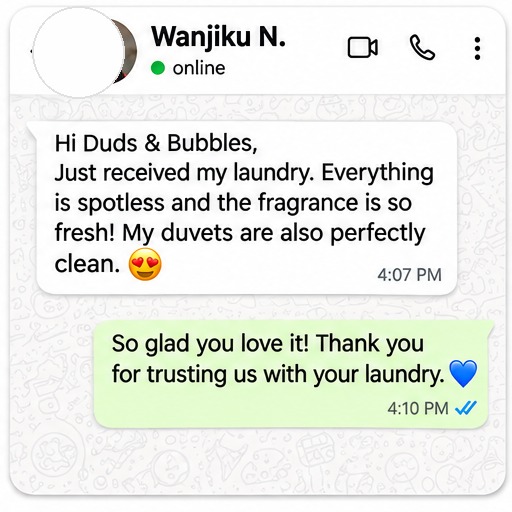 Wanjiku N.
online
Hi Duds & Bubbles,
Just received my laundry. Everything
is spotless and the fragrance is so
fresh! My duvets are also perfectly
clean. 😍
4:07 PM
So glad you love it! Thank you
for trusting us with your laundry. 💙
4:10 PM